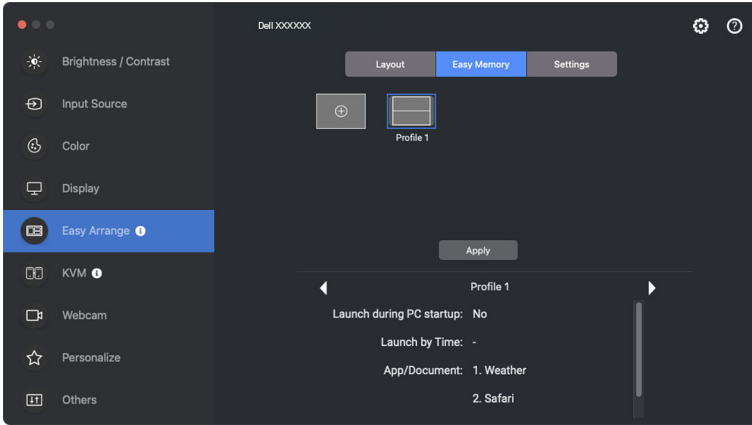 Dell XXXXXX
Brightness / Contrast
Input Source
Color
Display
Easy Arrange
KVM
Webcam
Personalize
Others
Layout
Easy Memory
Settings
Profile 1
Apply
Profile 1
Launch during PC startup: No
Launch by Time: -
App/Document: 1. Weather
2. Safari